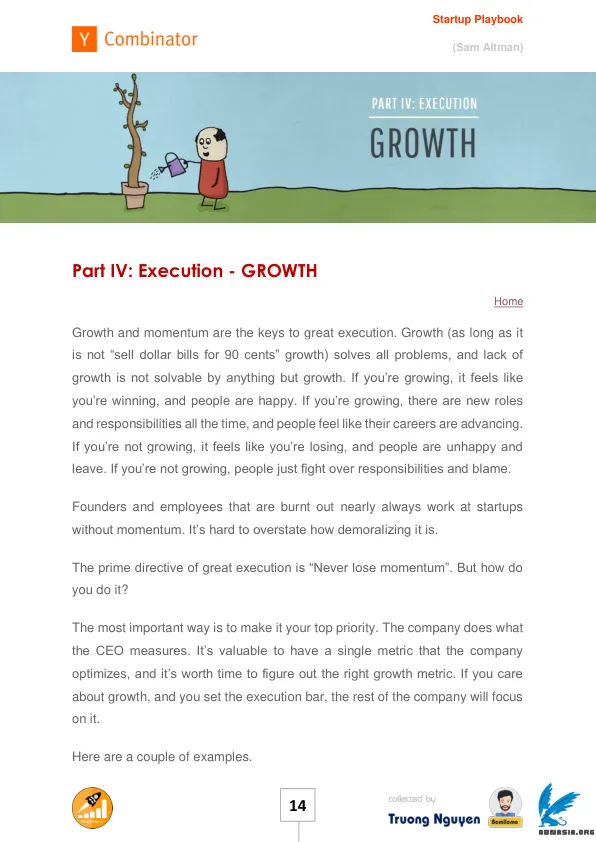 Startup Playbook
Y Combinator
(Sam Altman)
PART IV: EXECUTION
GROWTH
Part IV: Execution - GROWTH
Home
Growth and momentum are the keys to great execution. Growth (as long as it
is not “sell dollar bills for 90 cents” growth) solves all problems, and lack of
growth is not solvable by anything but growth. If you’re growing, it feels like
you’re winning, and people are happy. If you’re growing, there are new roles
and responsibilities all the time, and people feel like their careers are advancing.
If you’re not growing, it feels like you’re losing, and people are unhappy and
leave. If you’re not growing, people just fight over responsibilities and blame.
Founders and employees that are burnt out nearly always work at startups
without momentum. It’s hard to overstate how demoralizing it is.
The prime directive of great execution is “Never lose momentum”. But how do
you do it?
The most important way is to make it your top priority. The company does what
the CEO measures. It’s valuable to have a single metric that the company
optimizes, and it’s worth time to figure out the right growth metric. If you care
about growth, and you set the execution bar, the rest of the company will focus
on it.
Here are a couple of examples.
14
collected by
Truong Nguyen
ABNASIA.ORG